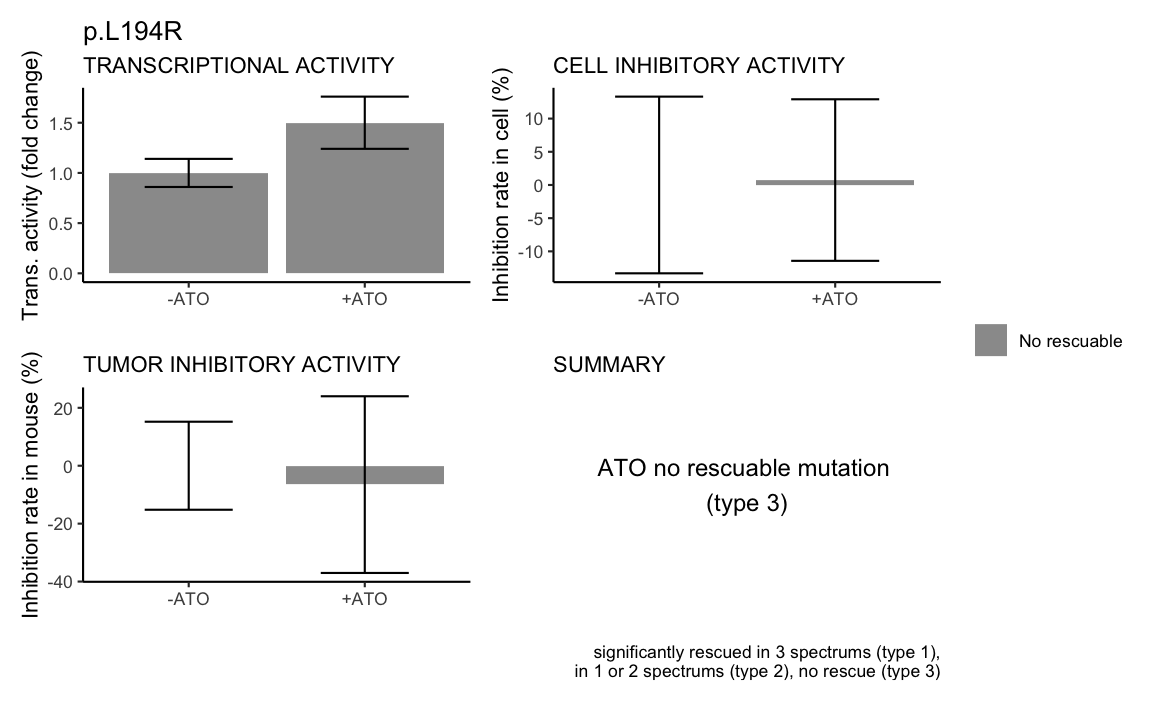 p.L194R
TRANSCRIPTIONAL ACTIVITY
Trans. activity (fold change)
1.5
1.0
0.5
0.0
-ATO
+ATO
CELL INHIBITORY ACTIVITY
Inhibition rate in cell (%)
10
5
0
-5
-10
-ATO
+ATO
No rescuable
TUMOR INHIBITORY ACTIVITY
Inhibition rate in mouse (%)
20
0
-20
-40
-ATO
+ATO
SUMMARY
ATO no rescuable mutation
(type 3)
significantly rescued in 3 spectrums (type 1),
in 1 or 2 spectrums (type 2), no rescue (type 3)